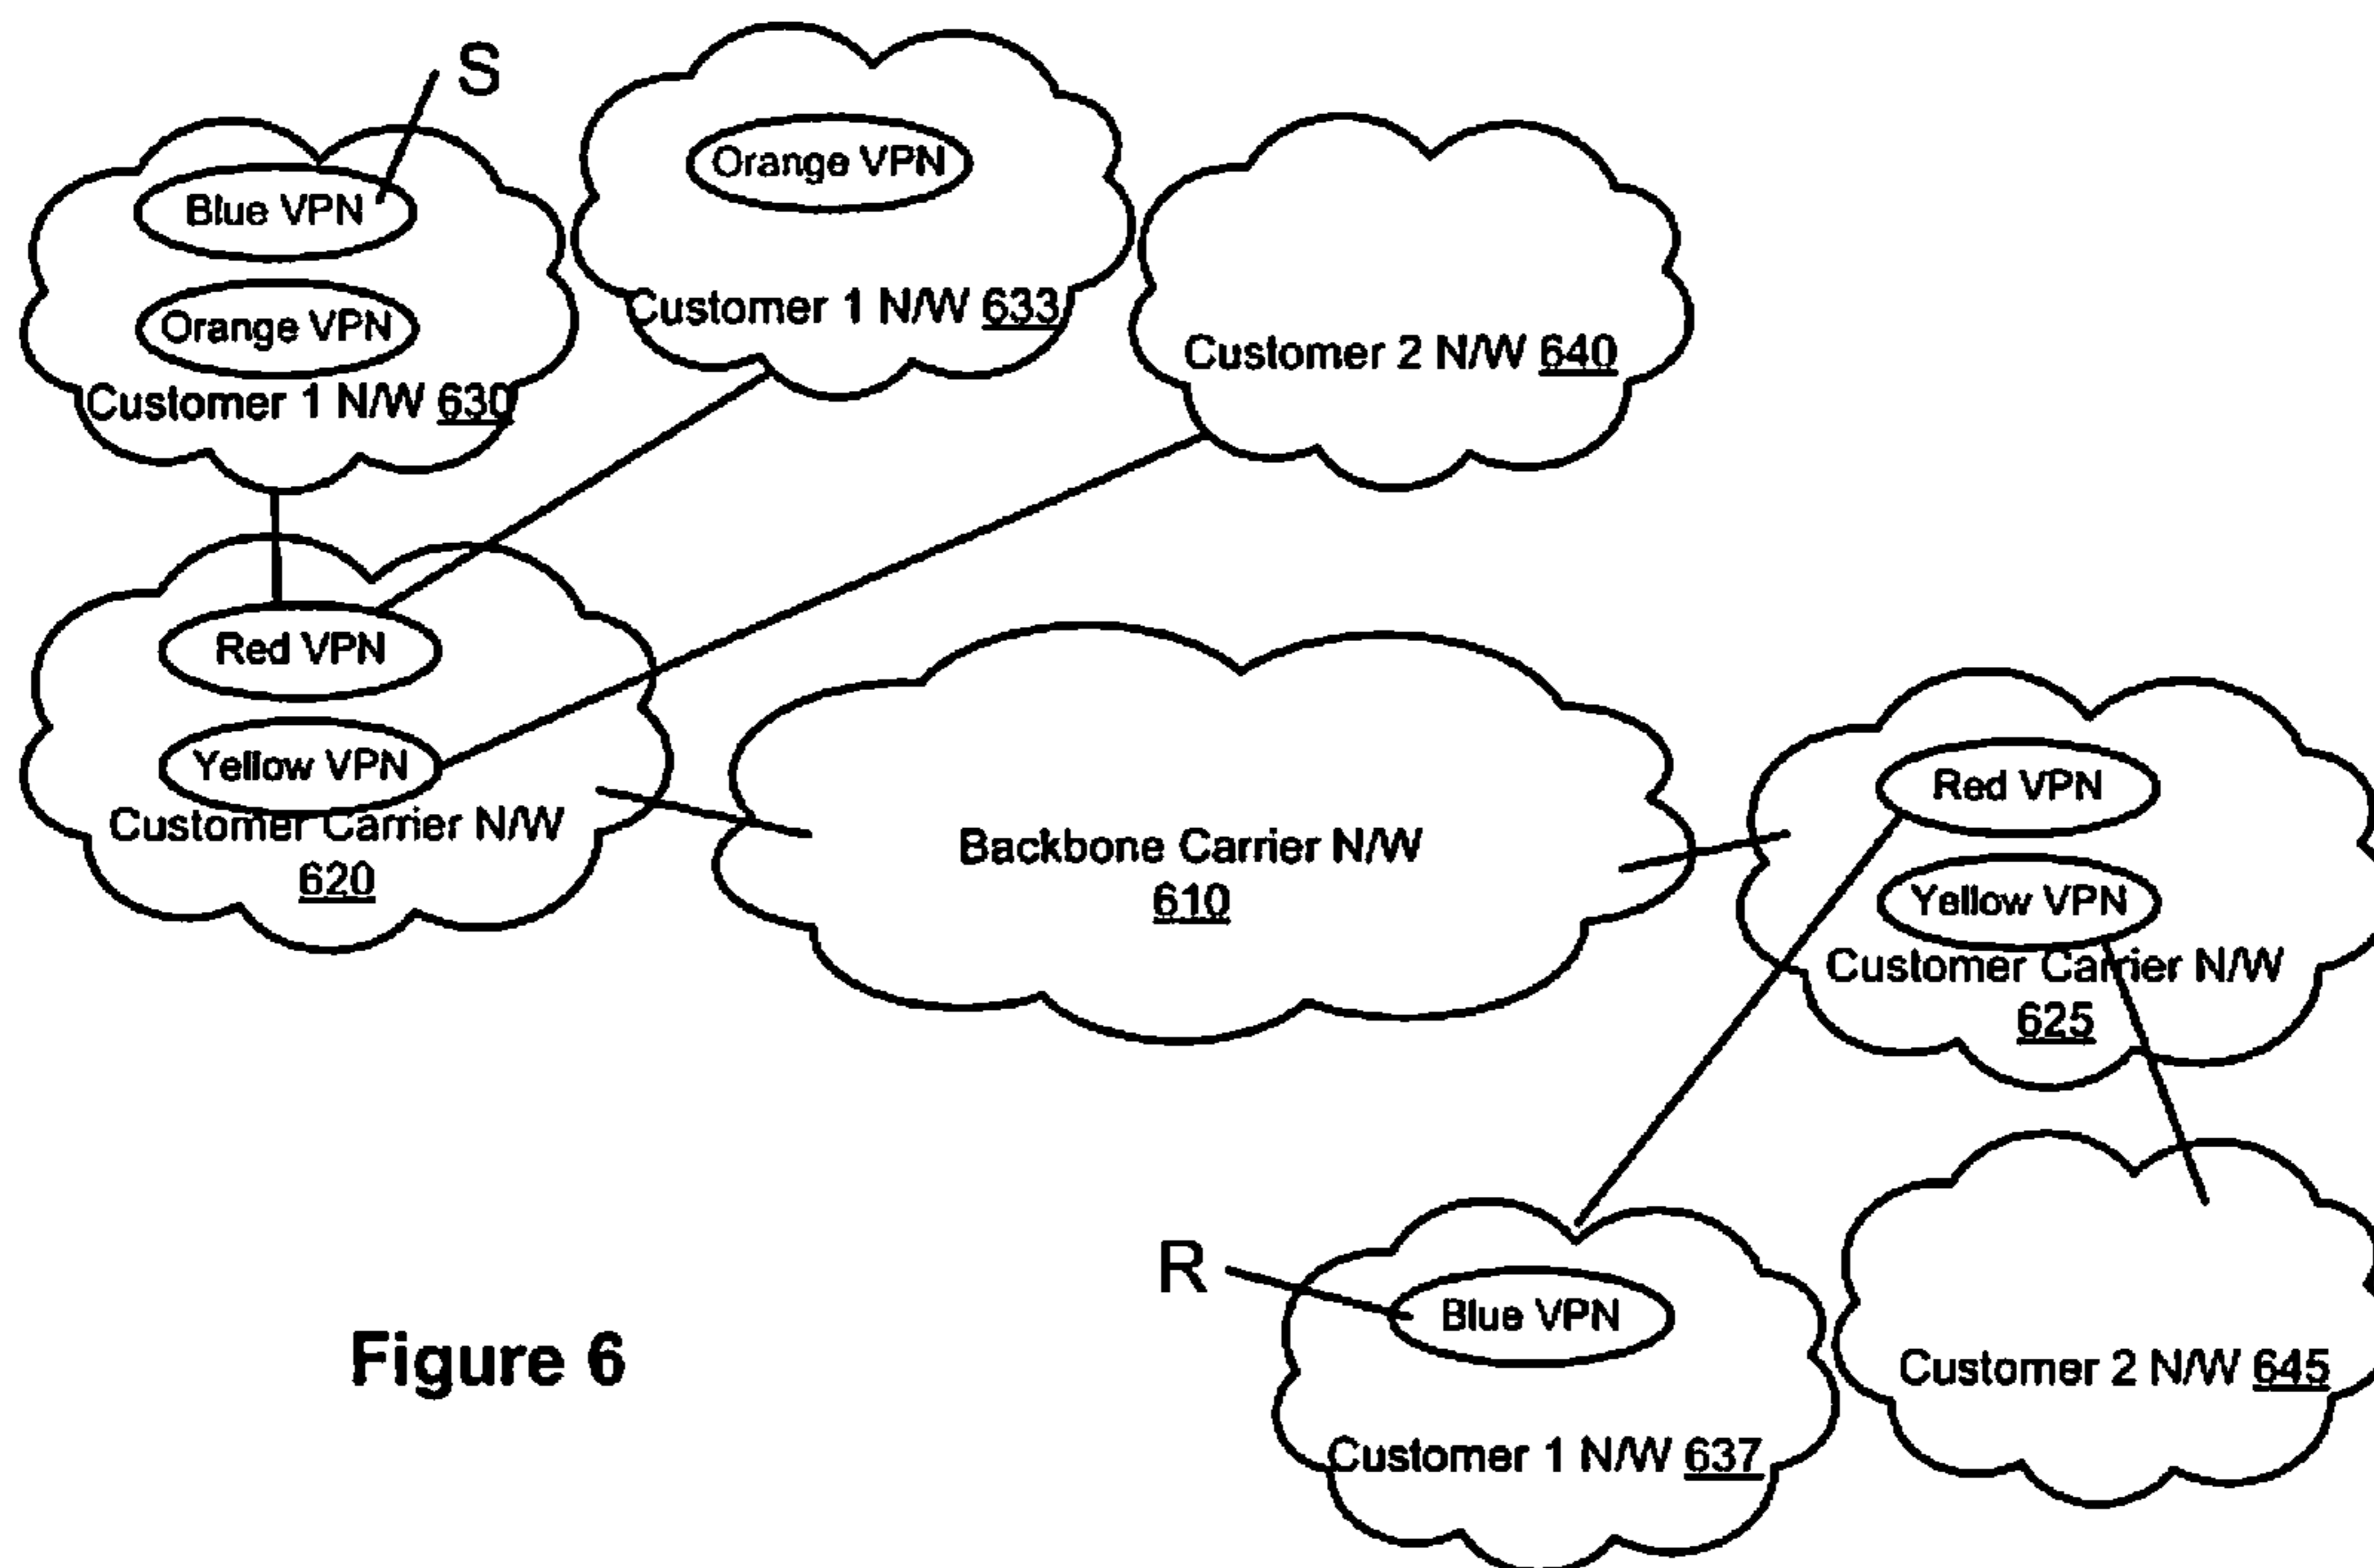 S
Blue VPN
Orange VPN
Customer 1 N/W 630
Orange VPN
Customer 1 N/W 633
Customer 2 N/W 640
Red VPN
Yellow VPN
Customer Carrier N/W
620
Backbone Carrier N/W
610
Red VPN
Yellow VPN
Customer Carrier N/W
625
R
Blue VPN
Customer 1 N/W 637
Customer 2 N/W 645
Figure 6